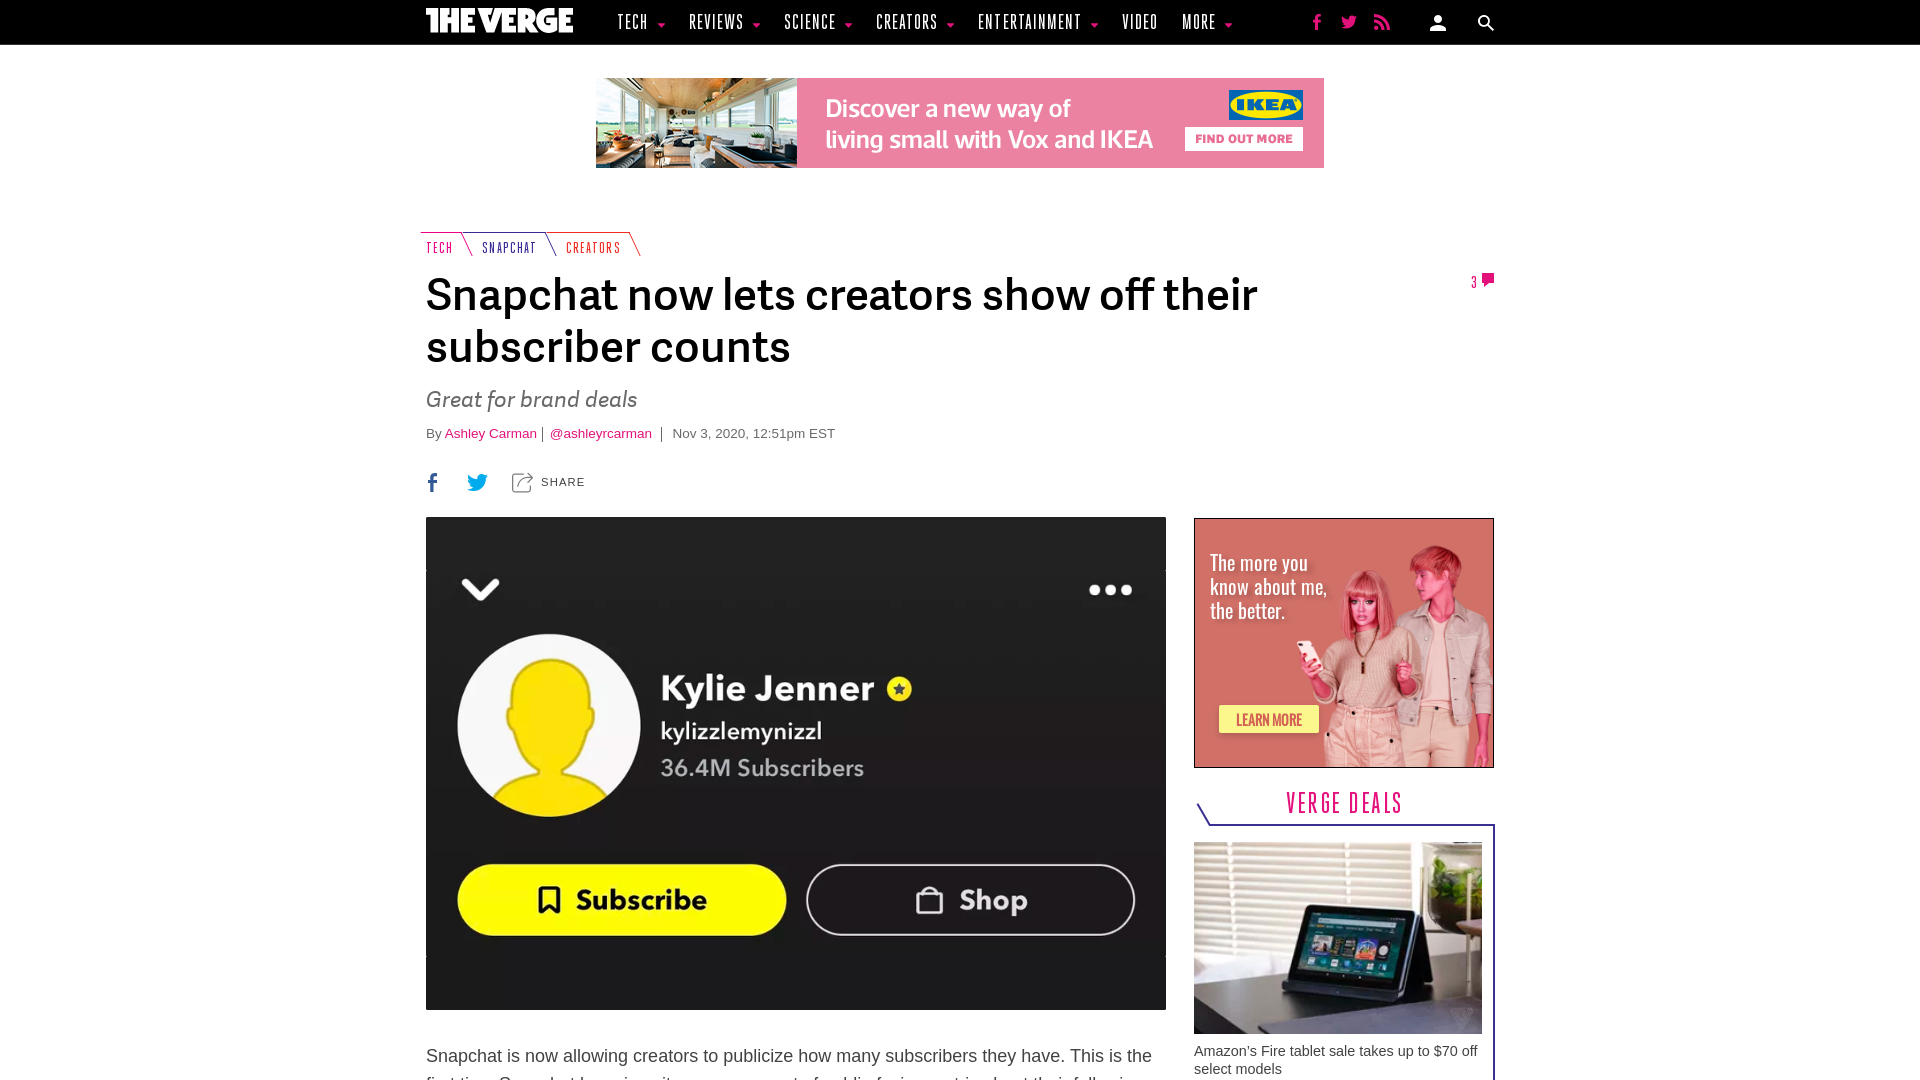 THE VERGE
TECH REVIEWS SCIENCE CREATORS ENTERTAINMENT VIDEO MORE
Discover a new way of
living small with Vox and IKEA
IKEA
FIND OUT MORE
TECH SNAPCHAT CREATORS
Snapchat now lets creators show off their
subscriber counts
3
Great for brand deals
By Ashley Carman | @ashleyrcarman | Nov 3, 2020, 12:51pm EST
SHARE
Kylie Jenner
kylizzlemynizzl
36.4M Subscribers
Subscribe
Shop
Snapchat is now allowing creators to publicize how many subscribers they have. This is the
The more you
know about me,
the better.
LEARN MORE
VERGE DEALS
Amazon’s Fire tablet sale takes up to $70 off
select models